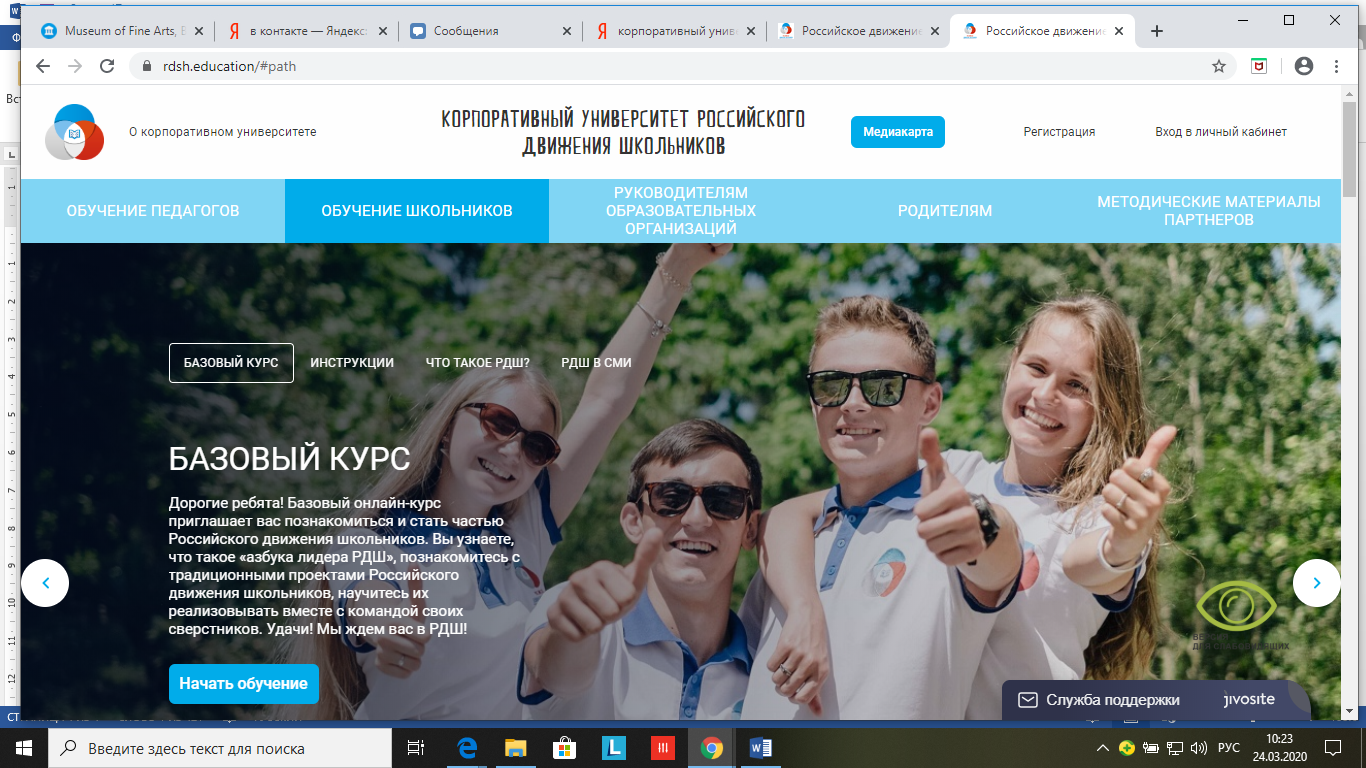 Museum of Fine Arts,
в контакте — Яндекс
Сообщения
корпоративный унив
Российское движение
Российское движение
rdsh.education/#path
О корпоративном университете
КОРПОРАТИВНЫЙ УНИВЕРСИТЕТ РОССИЙСКОГО
ДВИЖЕНИЯ ШКОЛЬНИКОВ
Медиакарта
Регистрация
Вход в личный кабинет
ОБУЧЕНИЕ ПЕДАГОГОВ
ОБУЧЕНИЕ ШКОЛЬНИКОВ
РУКОВОДИТЕЛЯМ
ОБРАЗОВАТЕЛЬНЫХ
ОРГАНИЗАЦИЙ
РОДИТЕЛЯМ
МЕТОДИЧЕСКИЕ МАТЕРИАЛЫ
ПАРТНЕРОВ
БАЗОВЫЙ КУРС
ИНСТРУКЦИИ
ЧТО ТАКОЕ РДШ?
РДШ В СМИ
БАЗОВЫЙ КУРС
Дорогие ребята! Базовый онлайн-курс
приглашает вас познакомиться и стать частью
Российского движения школьников. Вы узнаете,
что такое «азбука лидера РДШ», познакомитесь с
традиционными проектами Российского
движения школьников, научитесь их
реализовывать вместе с командой своих
сверстников. Удачи! Мы ждем вас в РДШ!
Начать обучение
Служба поддержки
jivosite
Введите здесь текст для поиска
РУС
10:23
24.03.2020